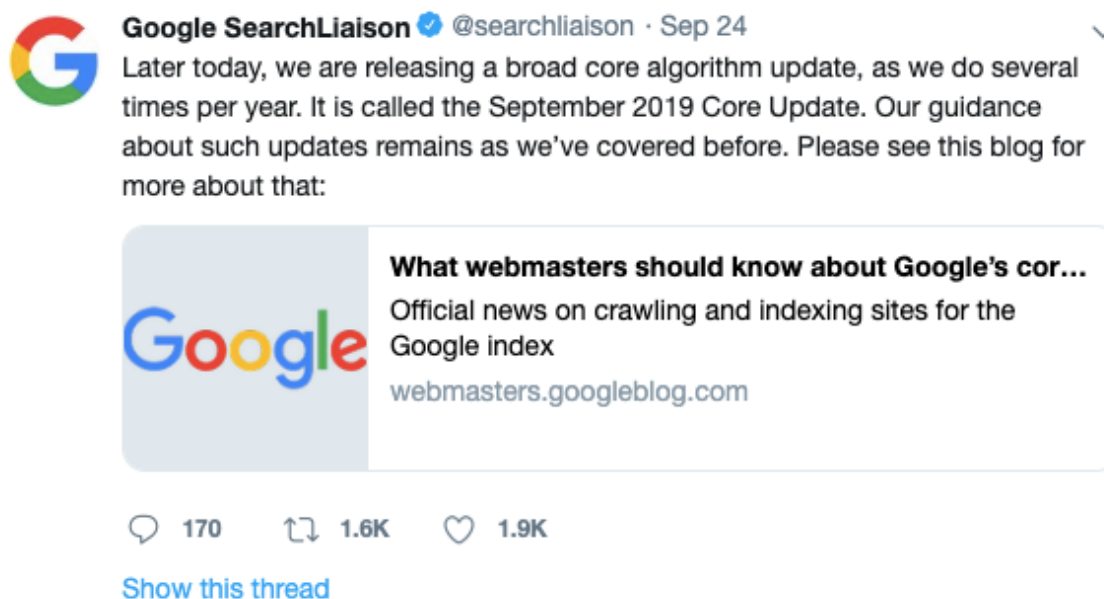 Google SearchLiaison @searchliaison · Sep 24
Later today, we are releasing a broad core algorithm update, as we do several
times per year. It is called the September 2019 Core Update. Our guidance
about such updates remains as we've covered before. Please see this blog for
more about that:
What webmasters should know about Google's cor...
Official news on crawling and indexing sites for the
Google
Google index
webmasters.googleblog.com
170 1.6K 1.9K
Show this thread